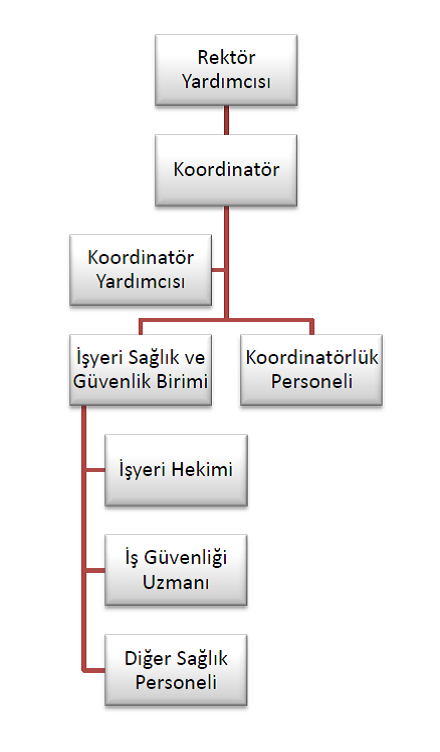 Rektör
Yardımcısı
Koordinatör
Koordinatör
Yardımcısı
İşyeri Sağlık ve
Güvenlik Birimi
Koordinatörlük
Personeli
İşyeri Hekimi
İş Güvenliği
Uzmanı
Diğer Sağlık
Personeli